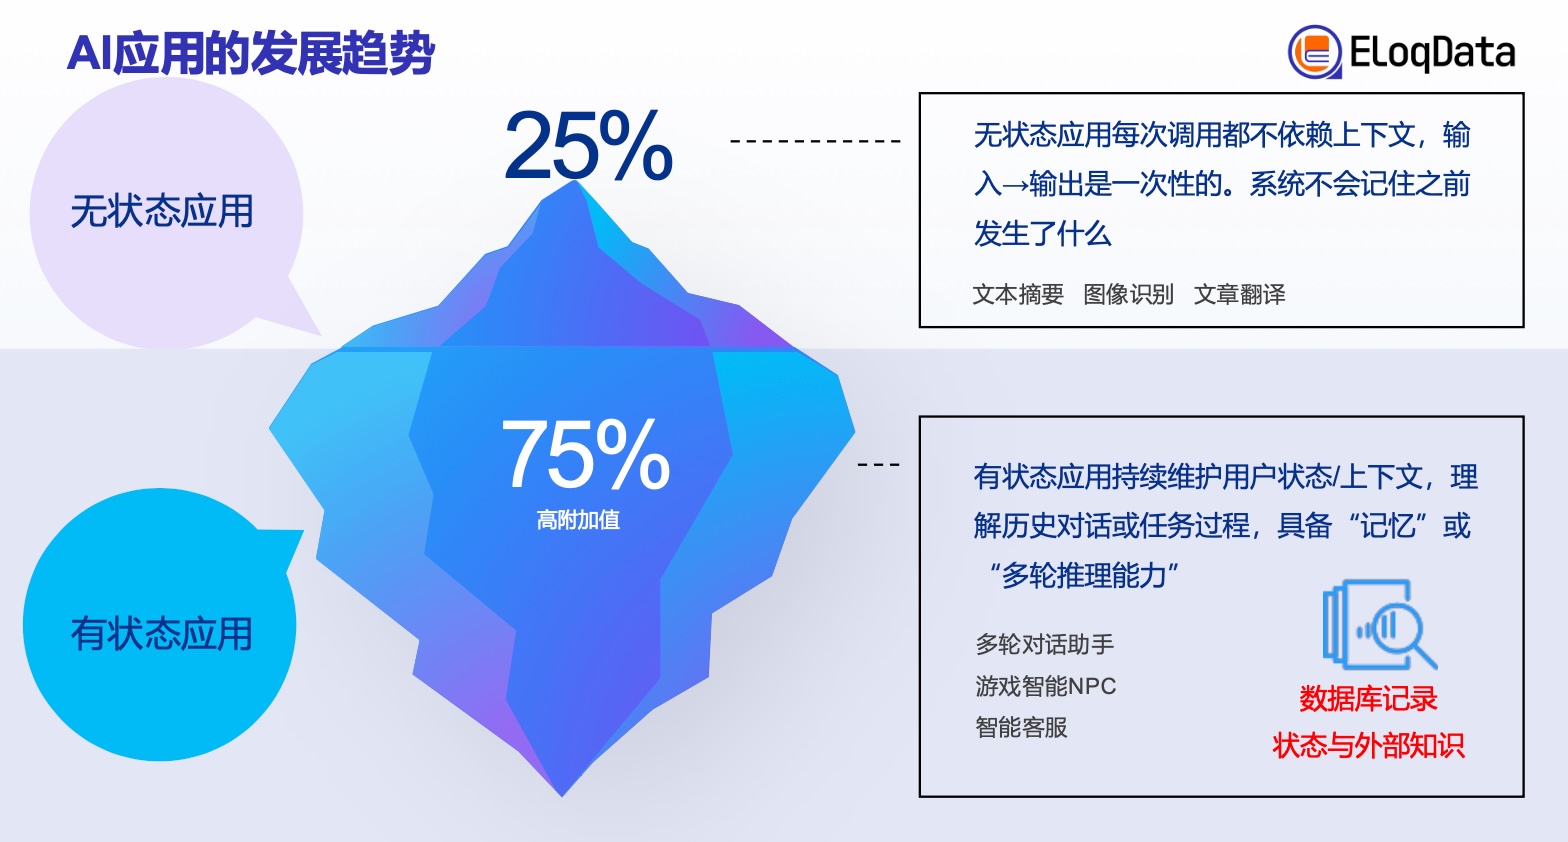 AI应用的发展趋势
ELoqData
无状态应用
25%
无状态应用每次调用都不依赖上下文，输
入→输出是一次性的。系统不会记住之前
发生了什么
文本摘要 图像识别 文章翻译
75%
高附加值
有状态应用
有状态应用持续维护用户状态/上下文，理
解历史对话或任务过程，具备“记忆”或
“多轮推理能力”
多轮对话助手
游戏智能NPC
智能客服
数据库记录
状态与外部知识